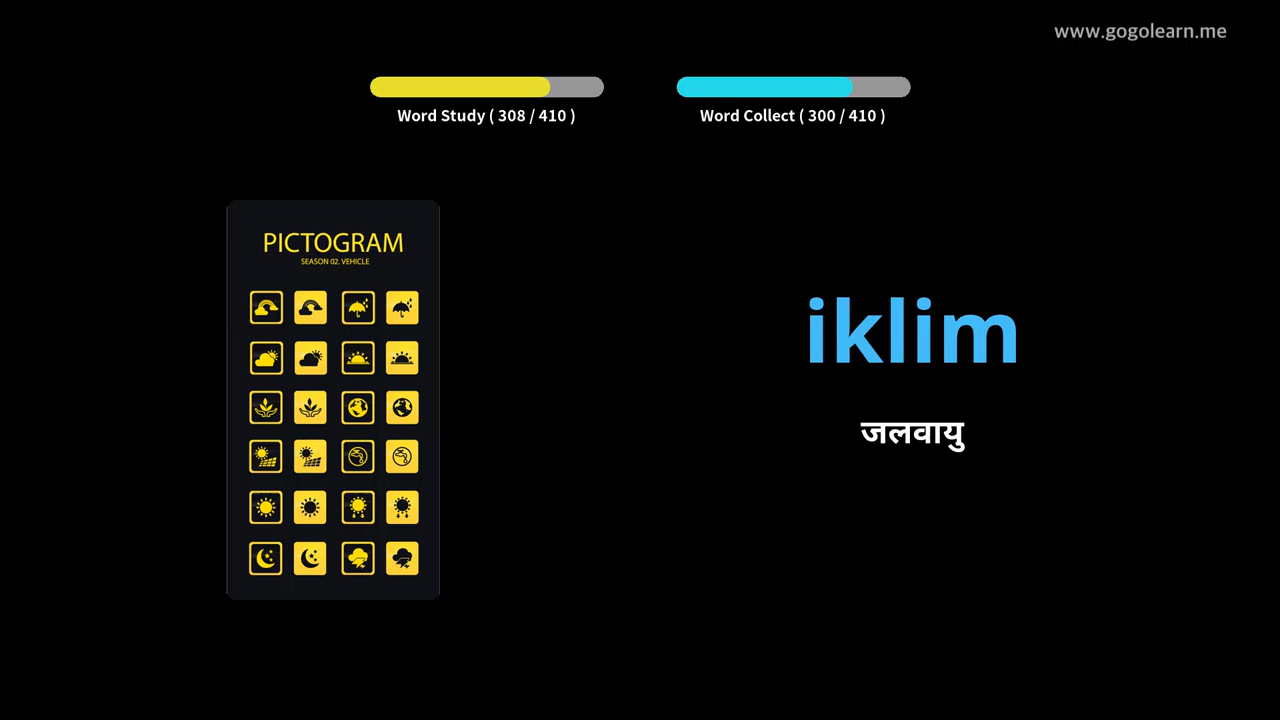 www.gogolearn.me
Word Study ( 308 / 410 )
Word Collect ( 300 / 410 )
PICTOGRAM
SEASON 02. VEHICLE
iklim
जलवायु